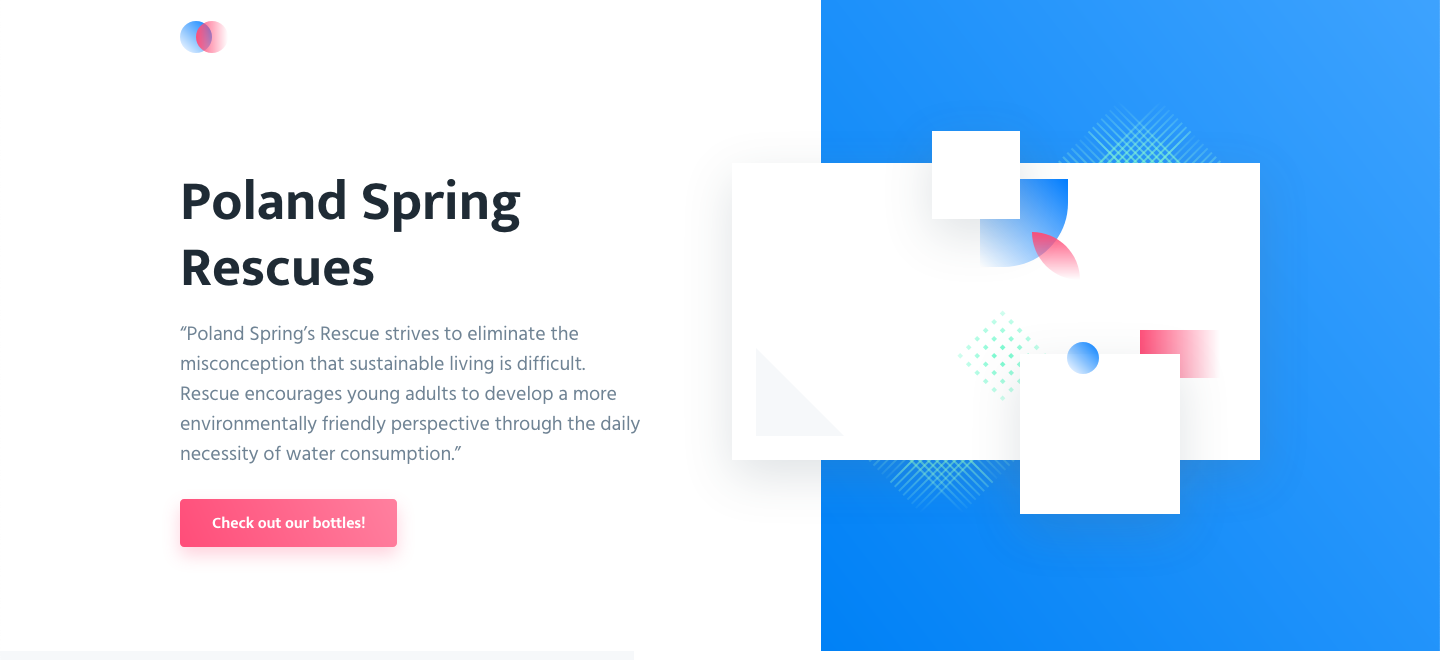 Poland Spring
Rescues
“Poland Spring’s Rescue strives to eliminate the
misconception that sustainable living is difficult.
Rescue encourages young adults to develop a more
environmentally friendly perspective through the daily
necessity of water consumption.”
Check out our bottles!